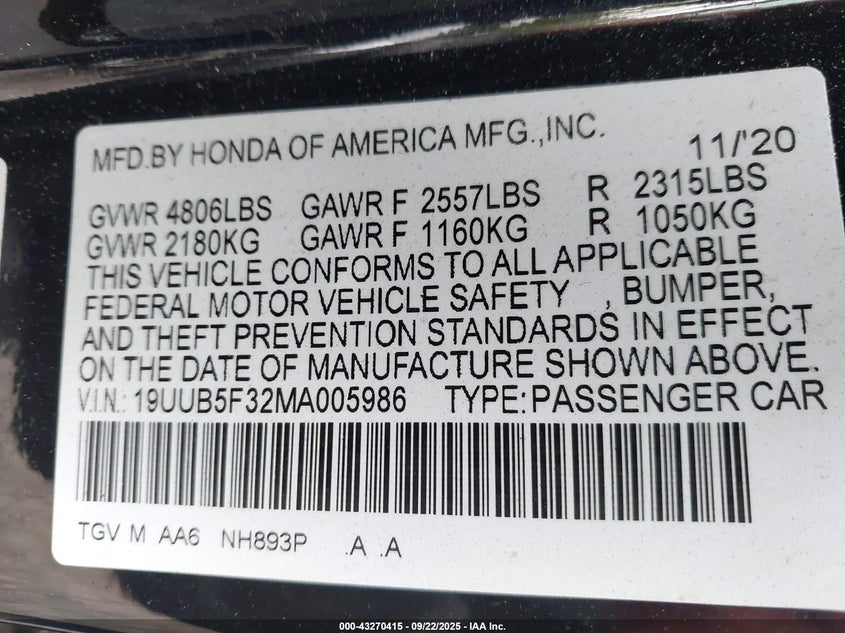 MFD.BY HONDA OF AMERICA MFG.,INC. 11/'20
GVWR 4806LBS GAWR F 2557LBS R 2315LBS
GVWR 2180KG GAWR F 1160KG R 1050KG
THIS VEHICLE CONFORMS TO ALL APPLICABLE
FEDERAL MOTOR VEHICLE SAFETY , BUMPER,
AND THEFT PREVENTION STANDARDS IN EFFECT
ON THE DATE OF MANUFACTURE SHOWN ABOVE.
V.I.N.: 19UUB5F32MA005986 TYPE: PASSENGER CAR
TGV M AA6 NH893P .A .A
000-43270415 - 09/22/2025 - IAA Inc.